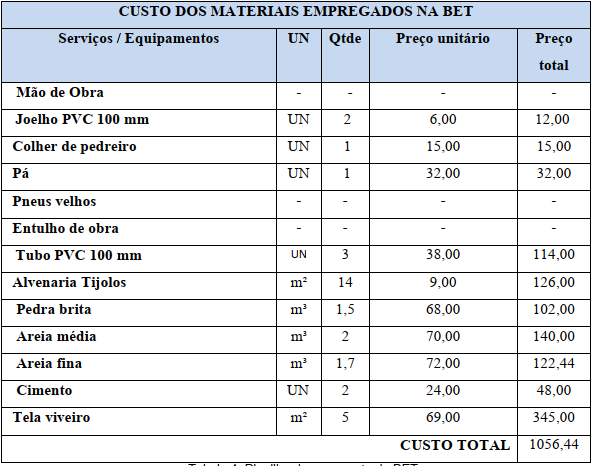 CUSTO DOS MATERIAIS EMPREGADOS NA BET
Serviços / Equipamentos UN Qtde Preço unitário Preço total
Mão de Obra - - - -
Joelho PVC 100 mm UN 2 6,00 12,00
Colher de pedreiro UN 1 15,00 15,00
Pá UN 1 32,00 32,00
Pneus velhos - - - -
Entulho de obra - - - -
Tubo PVC 100 mm UN 3 38,00 114,00
Alvenaria Tijolos m² 14 9,00 126,00
Pedra brita m³ 1,5 68,00 102,00
Areia média m³ 2 70,00 140,00
Areia fina m³ 1,7 72,00 122,44
Cimento UN 2 24,00 48,00
Tela viveiro m² 5 69,00 345,00
CUSTO TOTAL 1056,44